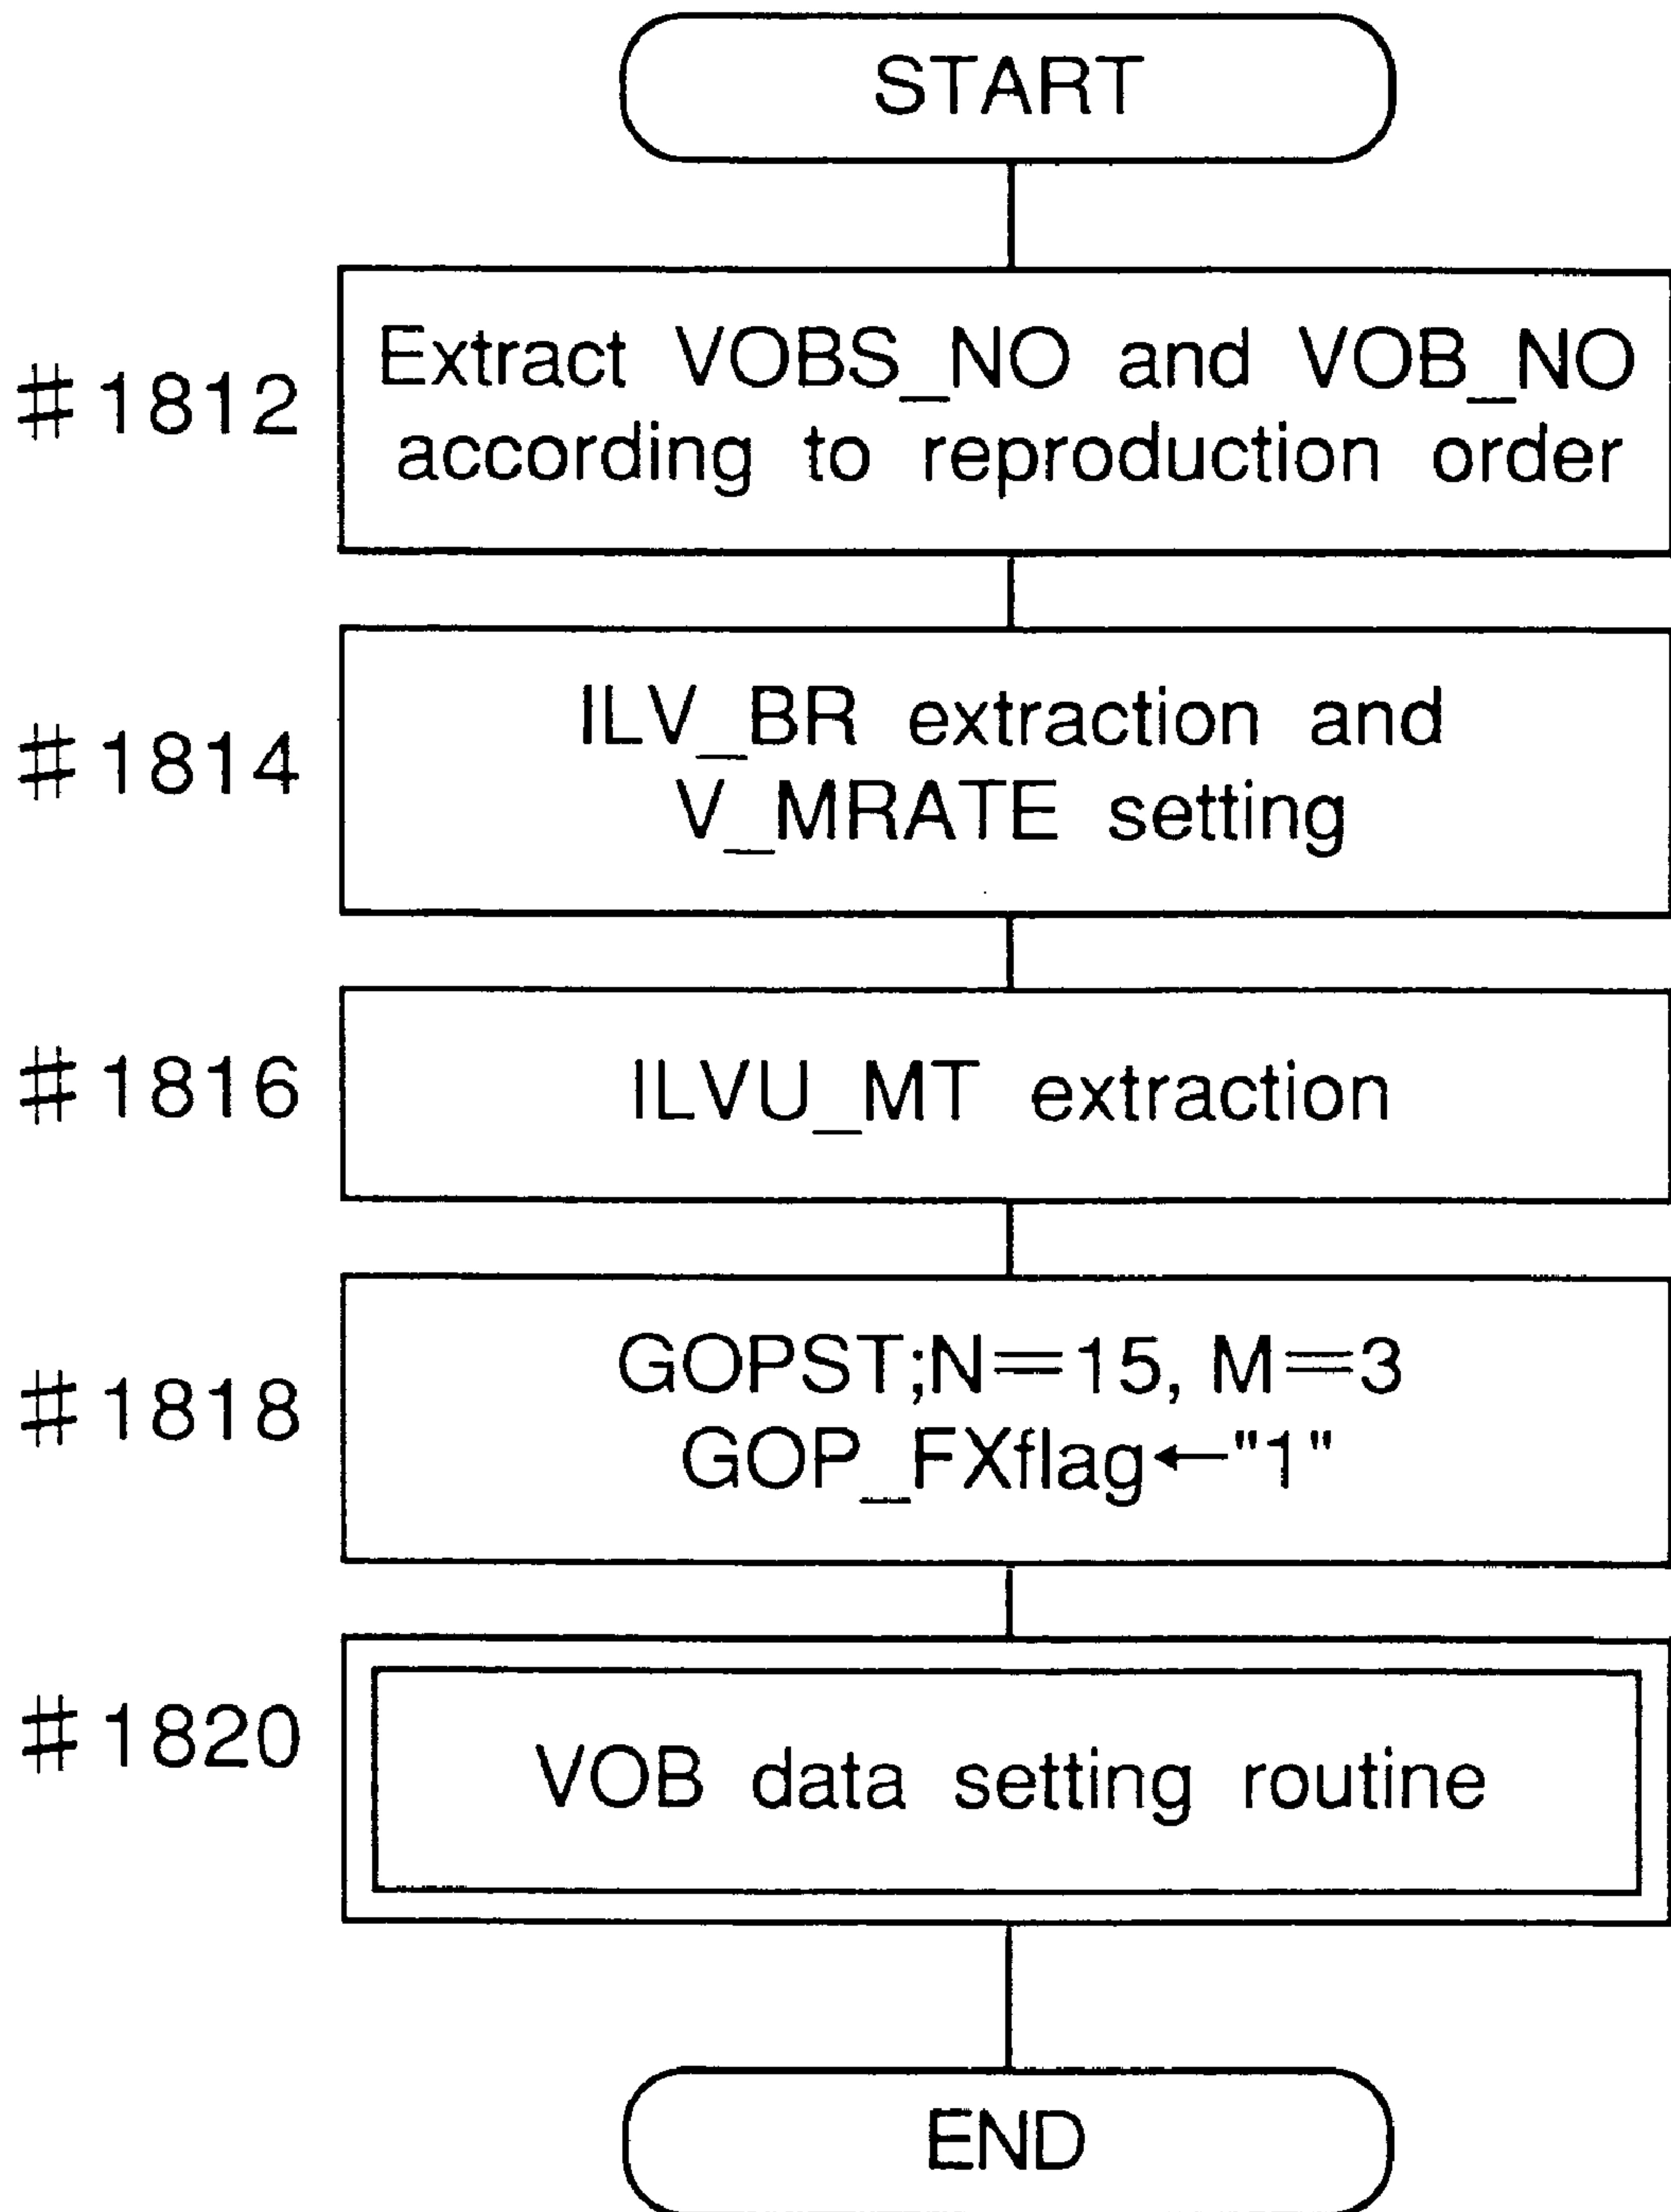 START
#1812
Extract VOBS_NO and VOB_NO
according to reproduction order
#1814
ILV_BR extraction and
V_MRATE setting
#1816
ILVU_MT extraction
#1818
GOPST;N=15, M=3
GOP_FXflag←"1"
#1820
VOB data setting routine
END